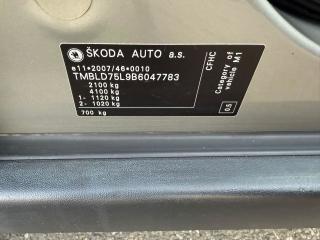 ŠKODA AUTO a.s.
e11*2007/46*0010
TMBLD75L9B6047783
2100 kg
4100 kg
1- 1120 kg
2- 1020 kg
700 kg
CFHC
Category of
vehicle M1
05